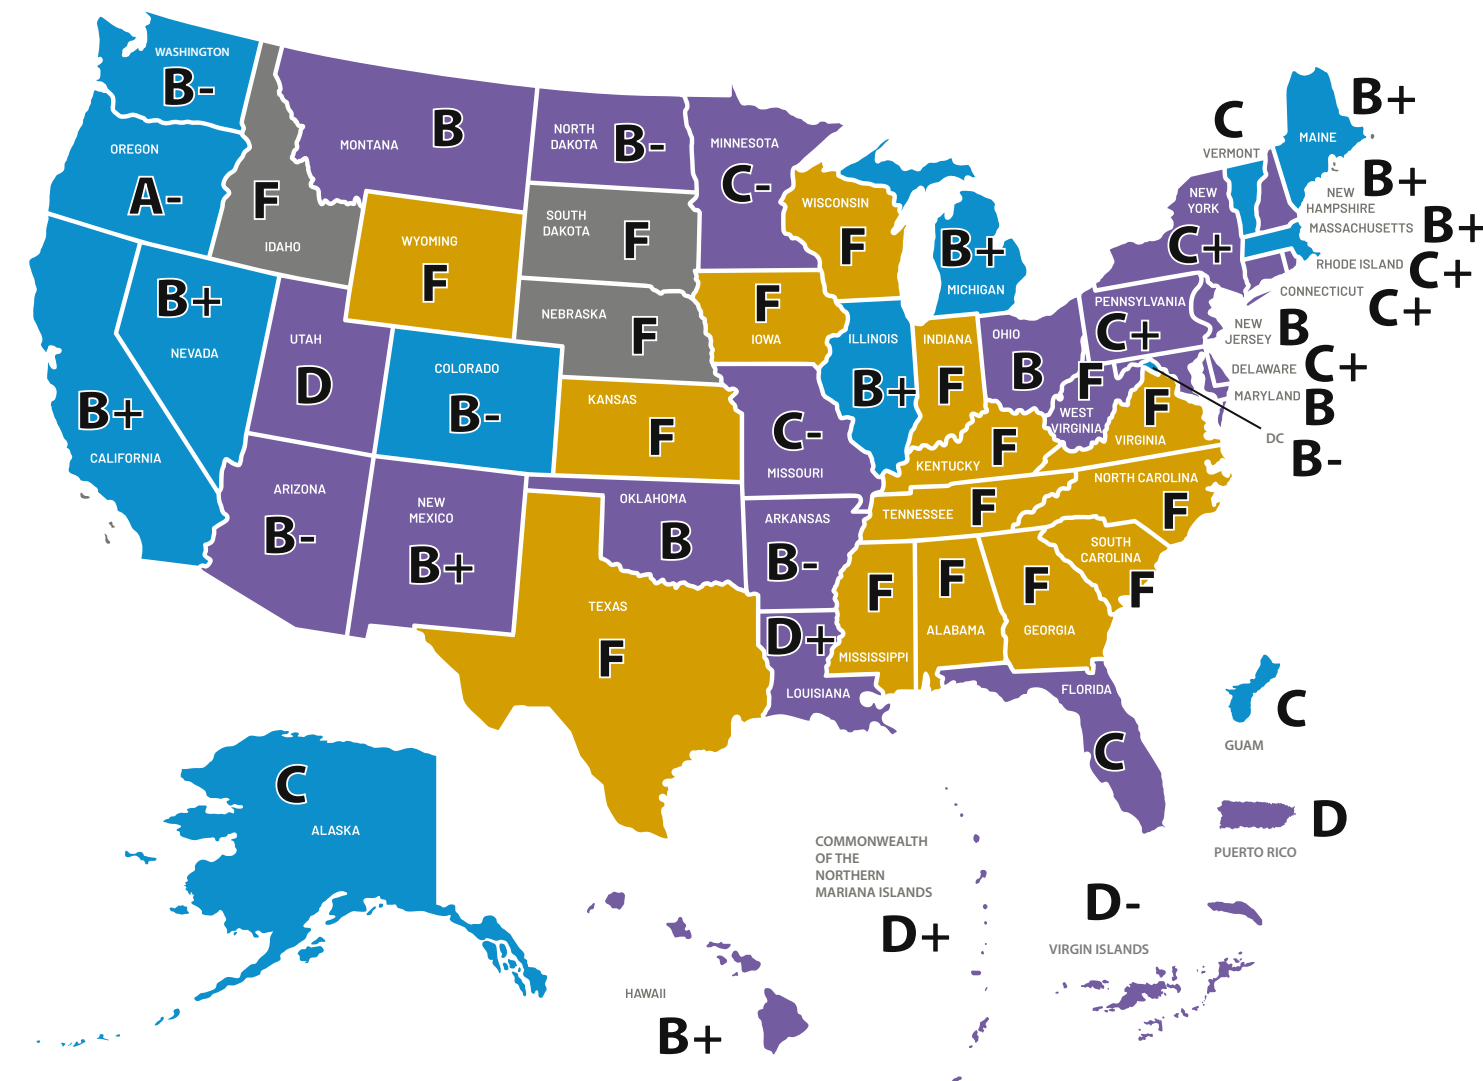 WASHINGTON
B-
OREGON
A-
CALIFORNIA
B+
NEVADA
B+
IDAHO
F
MONTANA
B
WYOMING
F
UTAH
D
COLORADO
B-
ARIZONA
B-
NEW
MEXICO
B+
NORTH
DAKOTA
B-
SOUTH
DAKOTA
F
NEBRASKA
F
KANSAS
F
OKLAHOMA
B
TEXAS
F
MINNESOTA
C-
IOWA
F
MISSOURI
C-
ARKANSAS
B-
LOUISIANA
D+
WISCONSIN
F
ILLINOIS
B+
MICHIGAN
B+
INDIANA
F
OHIO
B
KENTUCKY
F
TENNESSEE
F
MISSISSIPPI
F
ALABAMA
F
GEORGIA
F
FLORIDA
C
SOUTH
CAROLINA
F
NORTH CAROLINA
F
VIRGINIA
F
WEST
VIRGINIA
F
PENNSYLVANIA
C+
NEW
YORK
C+
C
VERMONT
MAINE
B+
NEW
HAMPSHIRE
B+
MASSACHUSETTS
B+
RHODE ISLAND
C+
CONNECTICUT
C+
NEW
JERSEY
B
DELAWARE
C+
MARYLAND
B
DC
B-
ALASKA
C
HAWAII
B+
COMMONWEALTH
OF THE
NORTHERN
MARIANA ISLANDS
D+
GUAM
C
PUERTO RICO
D
D-
VIRGIN ISLANDS